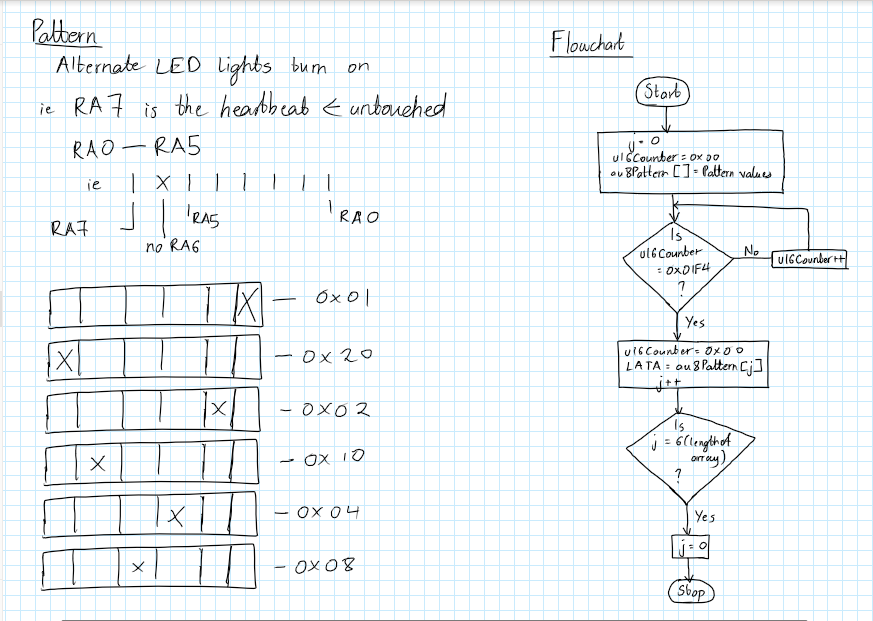 Pattern
Alternate LED Lights turn on
ie RA7 is the heartbeat ← untouched
RA0 — RA5
ie | X | | | | | |
RA7
RA5
RA0
no RA6
X — 0x01
X — 0x20
X - 0x02
X - 0x10
X - 0x04
X - 0x08
Flowchart
Start
j = 0
u16Counter = 0x00
au8Pattern [] = Pattern values
Is
u16Counter
= 0x01F4
?
No
u16Counter++
Yes
u16Counter = 0x00
LATA = au8Pattern[j]
j++
Is
j = 6(length of
array)
?
Yes
j = 0
Stop